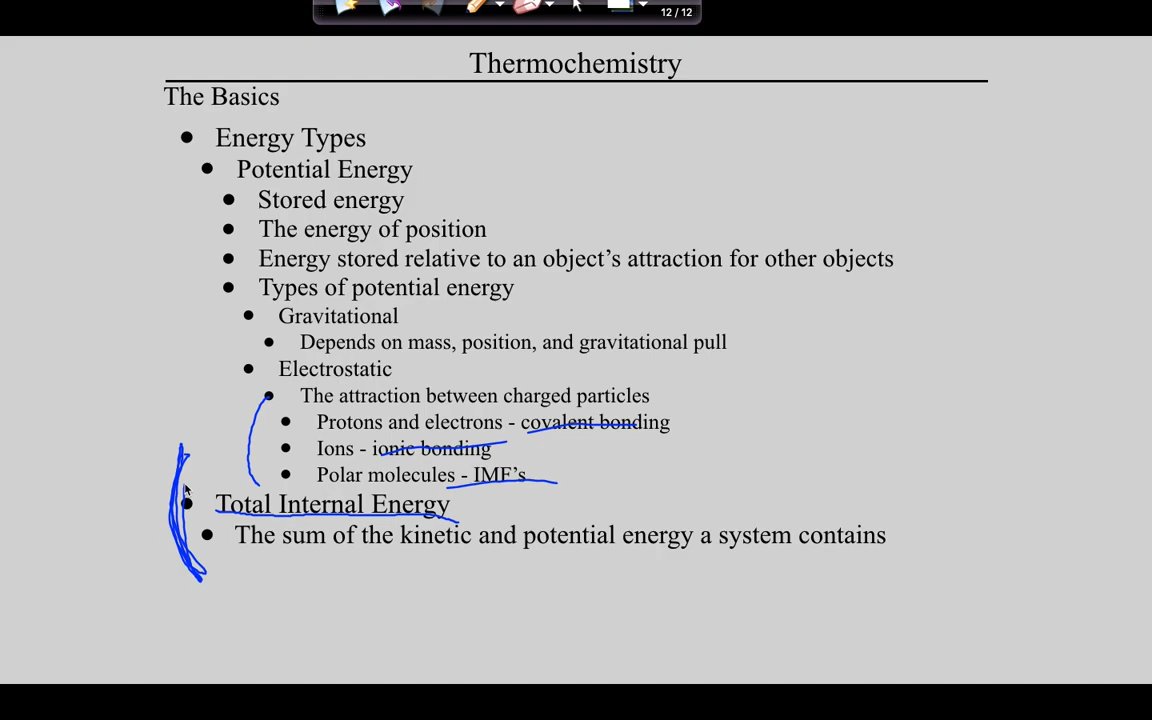 12 / 12
Thermochemistry
The Basics
● Energy Types
● Potential Energy
● Stored energy
● The energy of position
● Energy stored relative to an object’s attraction for other objects
● Types of potential energy
● Gravitational
● Depends on mass, position, and gravitational pull
● Electrostatic
● The attraction between charged particles
● Protons and electrons - covalent bonding
● Ions - ionic bonding
● Polar molecules - IMF’s
● Total Internal Energy
● The sum of the kinetic and potential energy a system contains